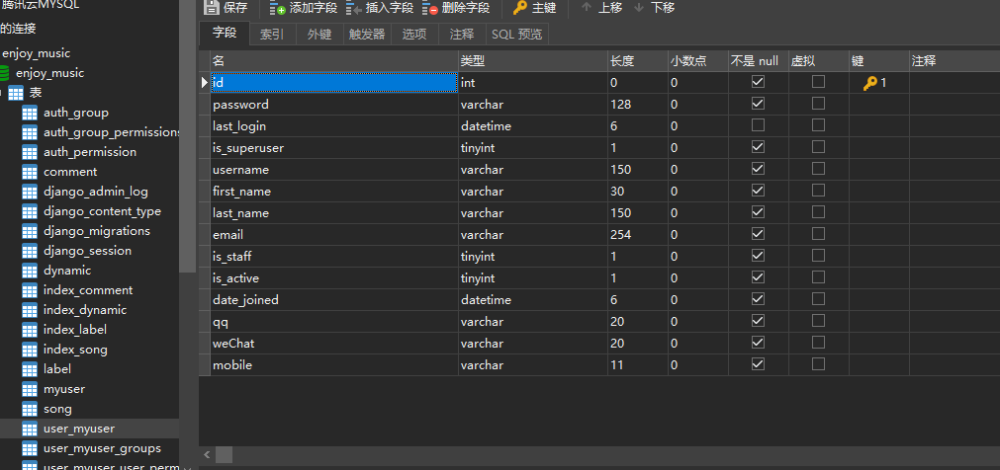 腾讯云MYSQL
的连接
enjoy_music
enjoy_music
表
auth_group
auth_group_permissions
auth_permission
comment
django_admin_log
django_content_type
django_migrations
django_session
dynamic
index_comment
index_dynamic
index_label
index_song
label
myuser
song
user_myuser
user_myuser_groups
user_myuser_user_perm
保存 添加字段 插入字段 删除字段 主键 上移 下移
字段 索引 外键 触发器 选项 注释 SQL 预览
名 类型 长度 小数点 不是 null 虚拟 键 注释
id int 0 0 1
password varchar 128 0
last_login datetime 6 0
is_superuser tinyint 1 0
username varchar 150 0
first_name varchar 30 0
last_name varchar 150 0
email varchar 254 0
is_staff tinyint 1 0
is_active tinyint 1 0
date_joined datetime 6 0
qq varchar 20 0
weChat varchar 20 0
mobile varchar 11 0